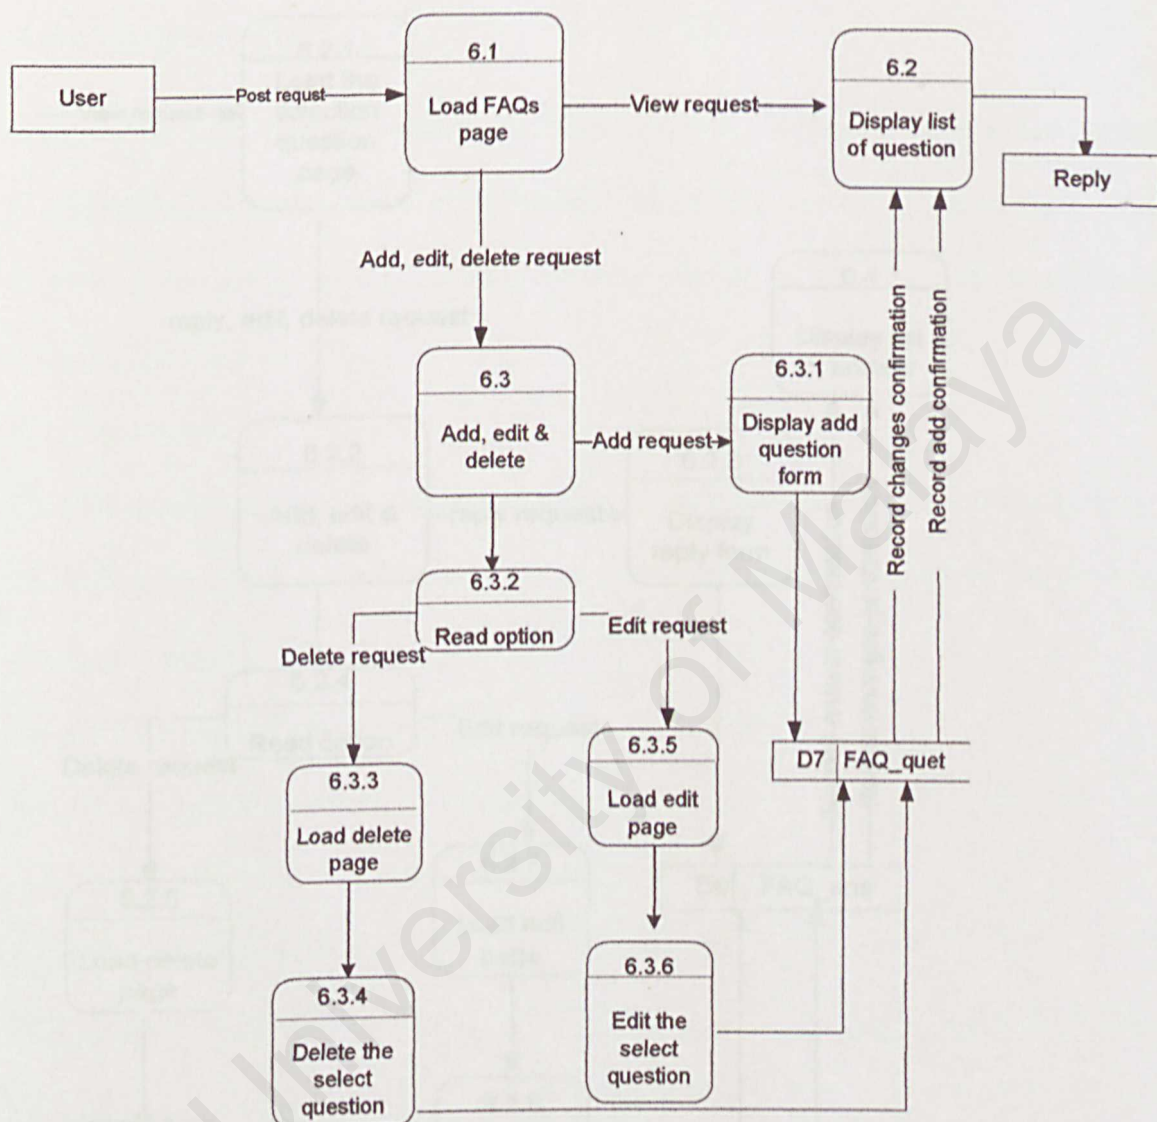 6.1
Load FAQs
page
User
Post requst
View request
6.2
Display list
of question
Reply
Add, edit, delete request
6.3
Add, edit &
delete
Add request
6.3.1
Display add
question
form
Record changes confirmation
Record add confirmation
6.3.2
Read option
Delete request
Edit request
6.3.3
Load delete
page
6.3.5
Load edit
page
D7 FAQ_quet
6.3.4
Delete the
select
question
6.3.6
Edit the
select
question
University of Malaya